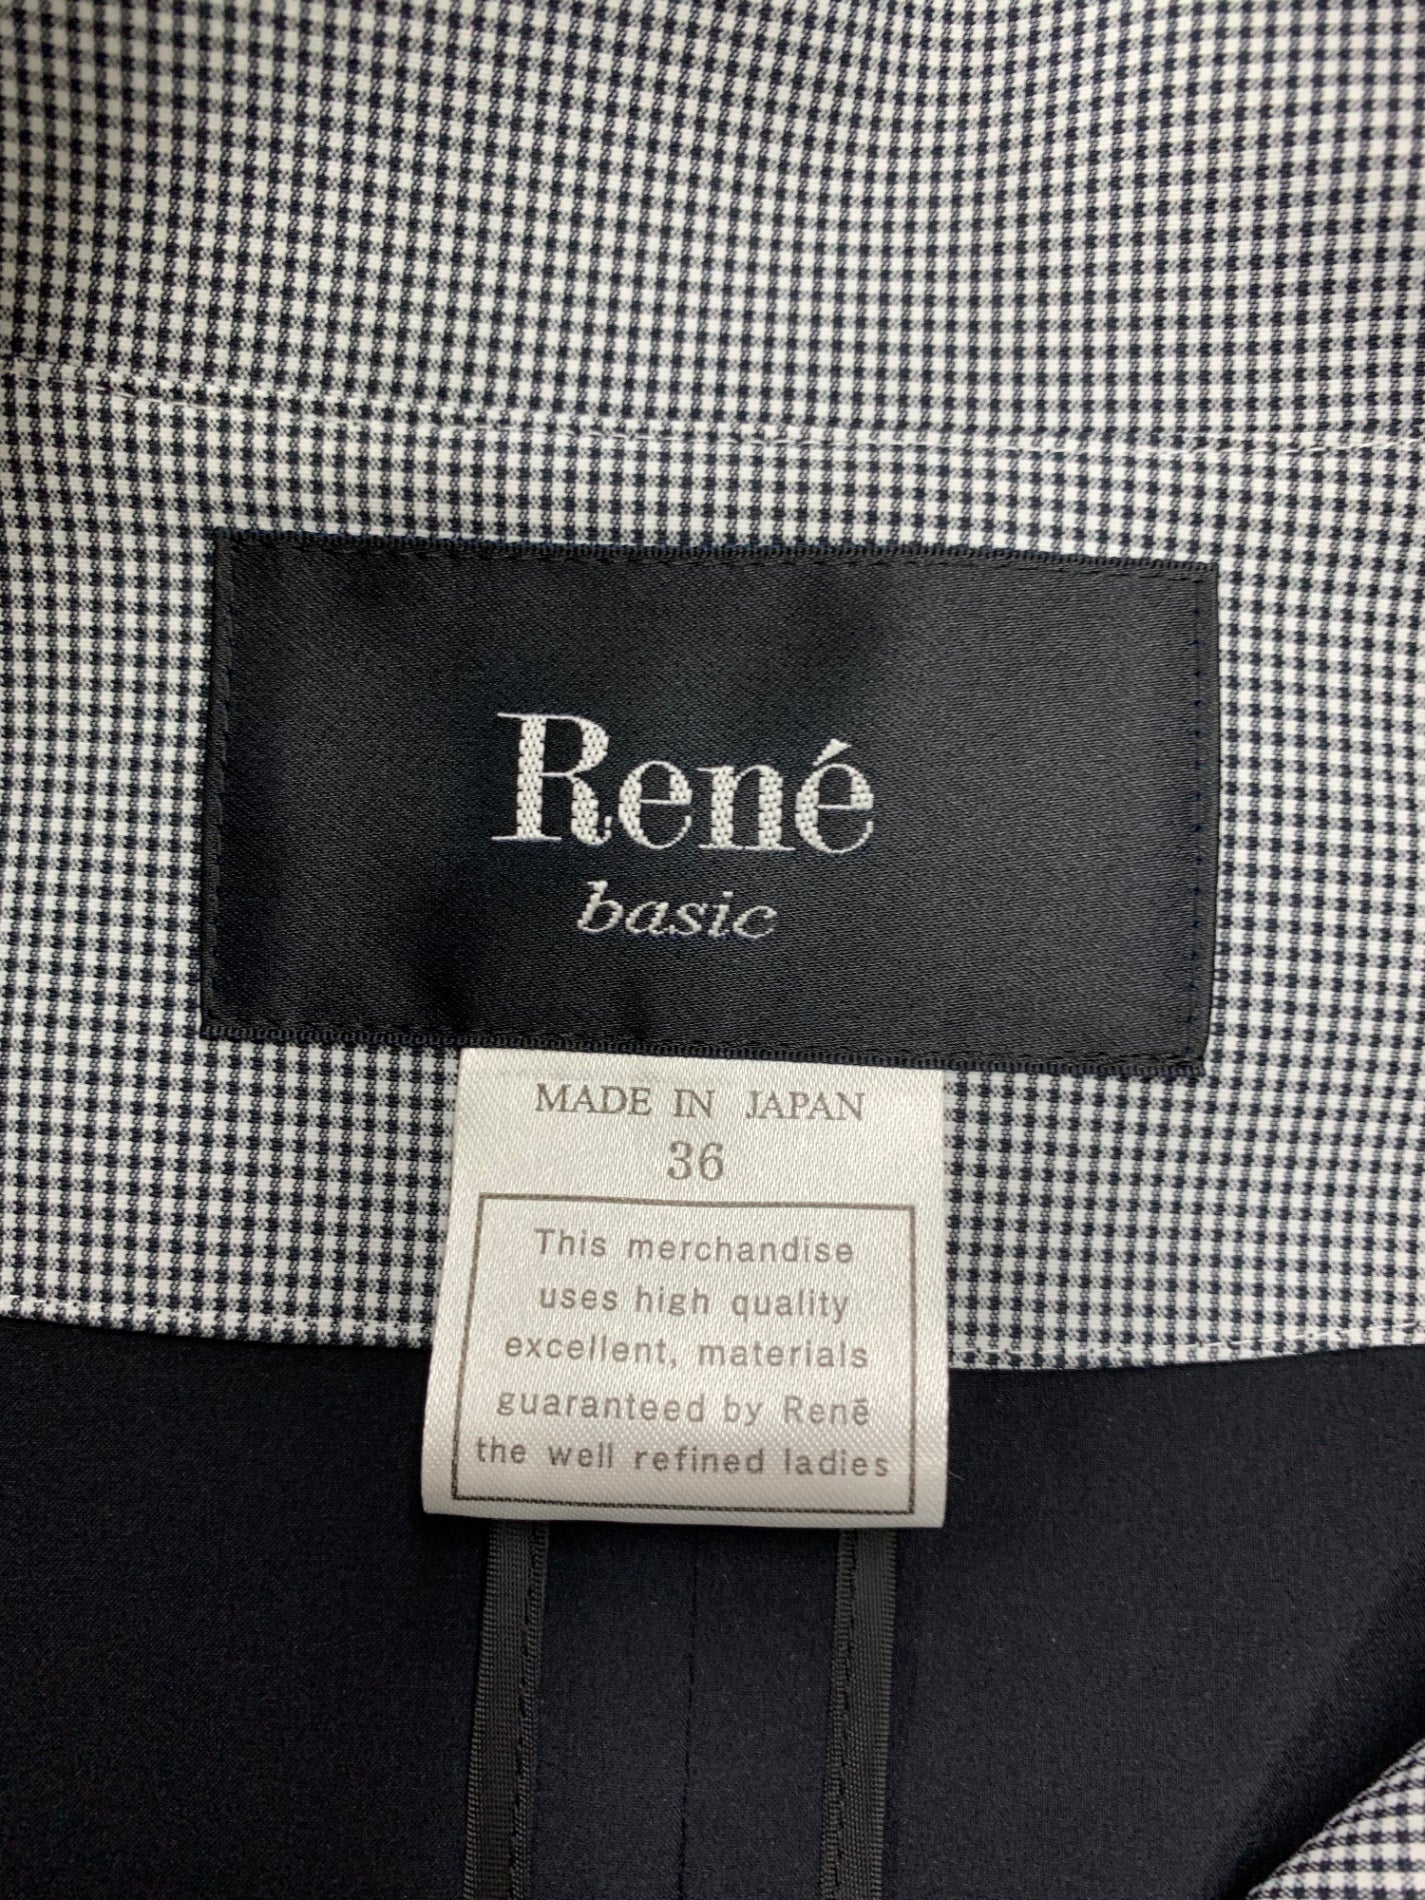 René
basic
MADE IN JAPAN
36
This merchandise
uses high quality
excellent, materials
guaranteed by René
the well refined ladies